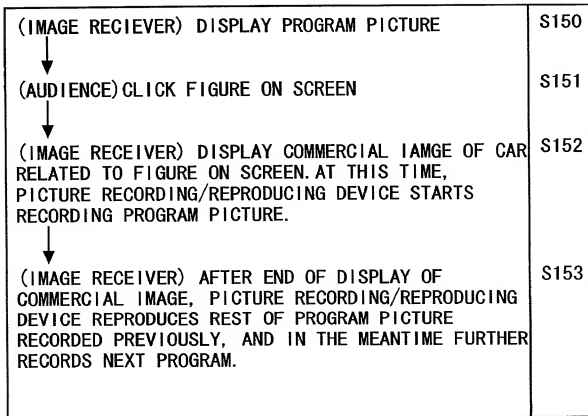 (IMAGE RECIEVER) DISPLAY PROGRAM PICTURE S150
(AUDIENCE)CLICK FIGURE ON SCREEN S151
(IMAGE RECEIVER) DISPLAY COMMERCIAL IAMGE OF CAR S152
RELATED TO FIGURE ON SCREEN. AT THIS TIME,
PICTURE RECORDING/REPRODUCING DEVICE STARTS
RECORDING PROGRAM PICTURE.
(IMAGE RECEIVER) AFTER END OF DISPLAY OF S153
COMMERCIAL IMAGE, PICTURE RECORDING/REPRODUCING
DEVICE REPRODUCES REST OF PROGRAM PICTURE
RECORDED PREVIOUSLY, AND IN THE MEANTIME FURTHER
RECORDS NEXT PROGRAM.